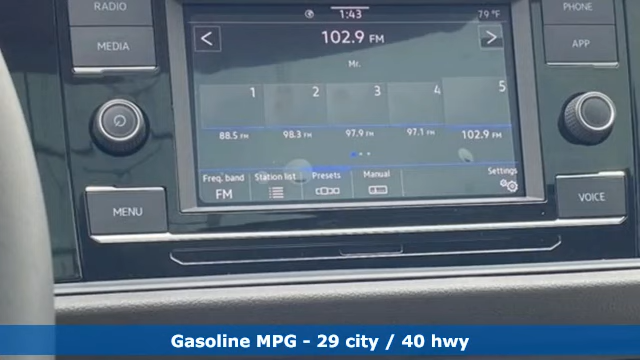 RADIO
MEDIA
MENU
1:43
79 °F
102.9 FM
Mr.
1 2 3 4 5
88.5 FM 98.3 FM 97.9 FM 97.1 FM 102.9 FM
Freq. band Station list Presets Manual Settings
FM
PHONE
APP
VOICE
Gasoline MPG - 29 city / 40 hwy